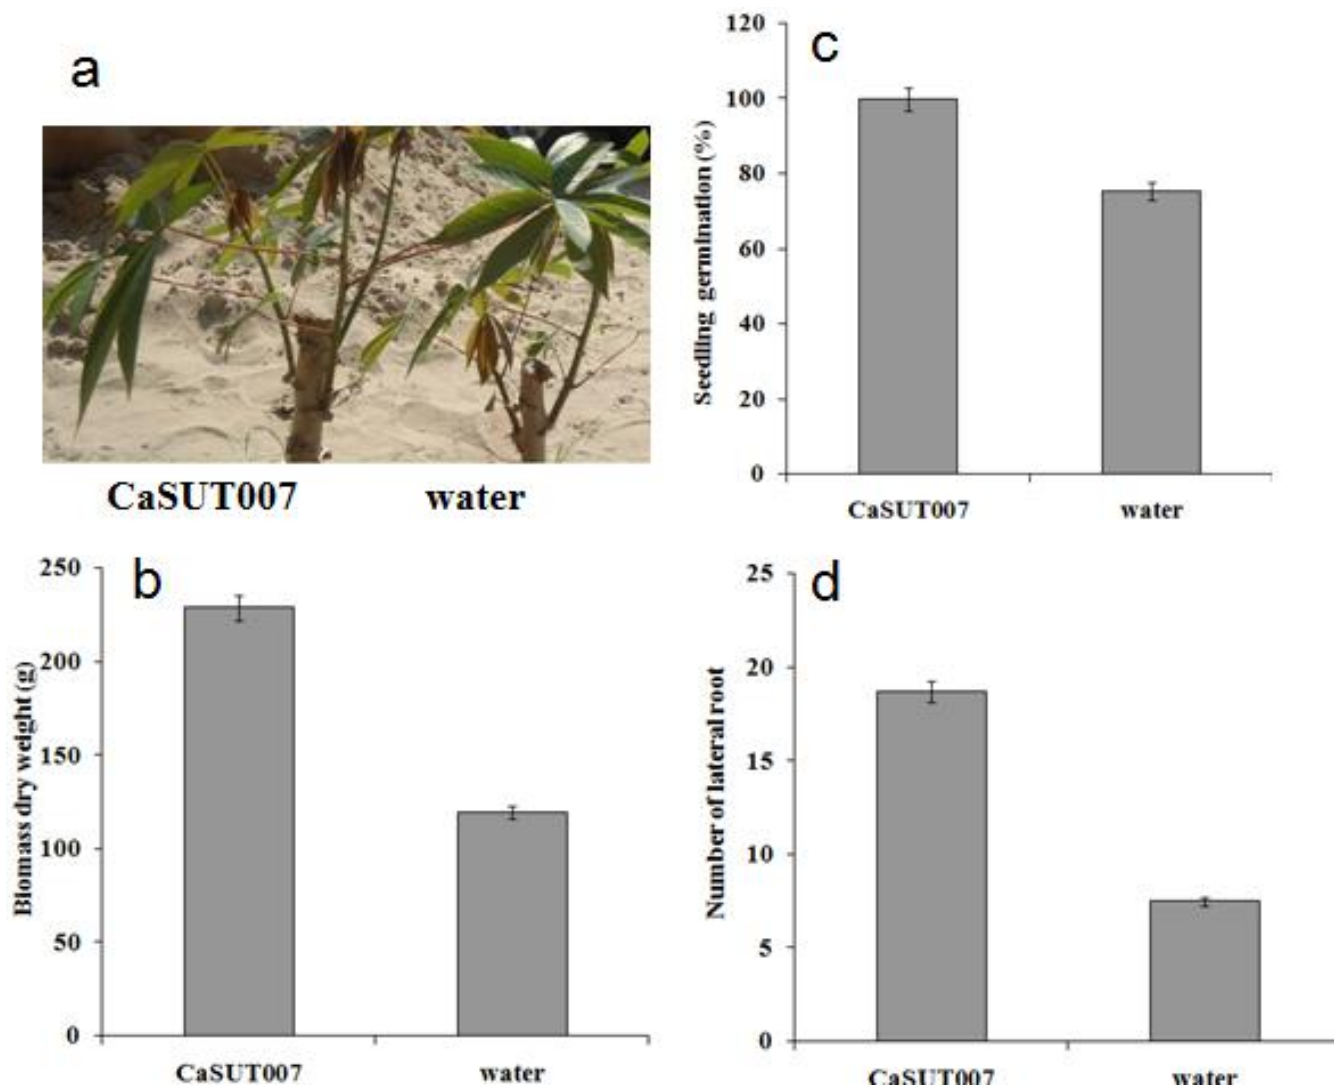 a
CaSUT007 water
c
Seedling germination (%)
120
100
80
60
40
20
0
CaSUT007 water
b
Biomass dry weight (g)
250
200
150
100
50
0
CaSUT007 water
d
Number of lateral root
25
20
15
10
5
0
CaSUT007 water